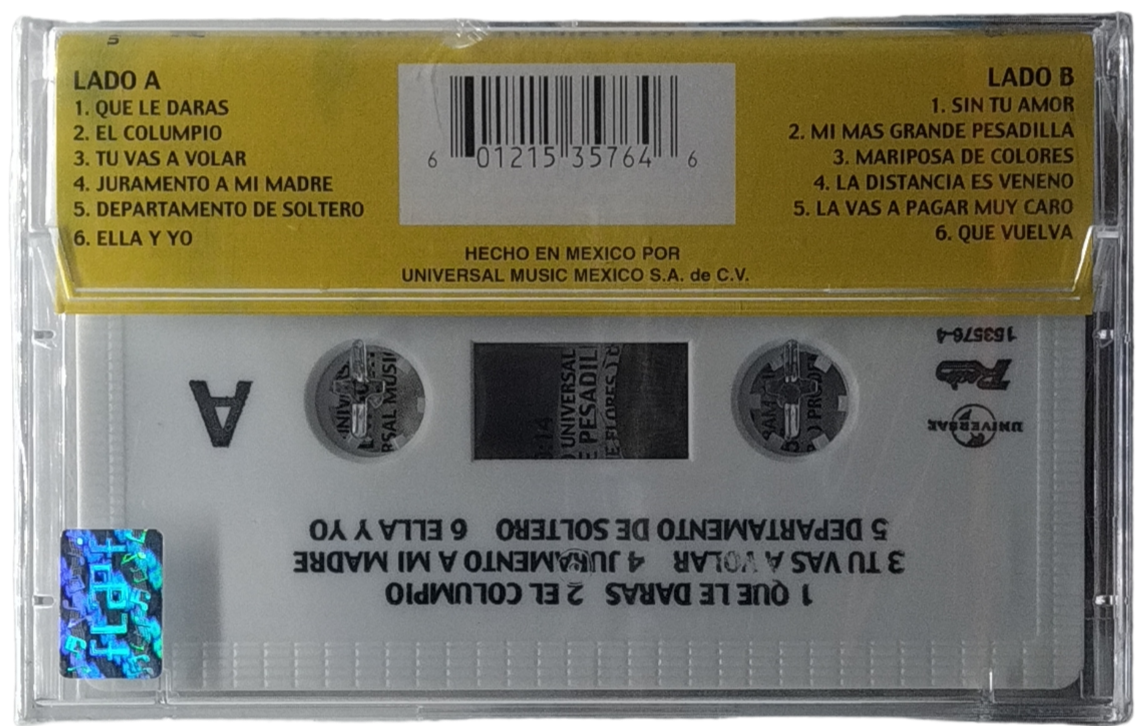 LADO A
1. QUE LE DARAS
2. EL COLUMPIO
3. TU VAS A VOLAR
4. JURAMENTO A MI MADRE
5. DEPARTAMENTO DE SOLTERO
6. ELLA Y YO
6 01215 35764 6
HECHO EN MEXICO POR
UNIVERSAL MUSIC MEXICO S.A. de C.V.
LADO B
1. SIN TU AMOR
2. MI MAS GRANDE PESADILLA
3. MARIPOSA DE COLORES
4. LA DISTANCIA ES VENENO
5. LA VAS A PAGAR MUY CARO
6. QUE VUELVA
153576-4
UNIVERSAL
A
UNIVERSAL
E PESADIL
E FLORES
1 QUE LE DARAS 2 EL COLUMPIO
3 TU VAS A VOLAR 4 JURAMENTO A MI MADRE
5 DEPARTAMENTO DE SOLTERO 6 ELLA Y YO